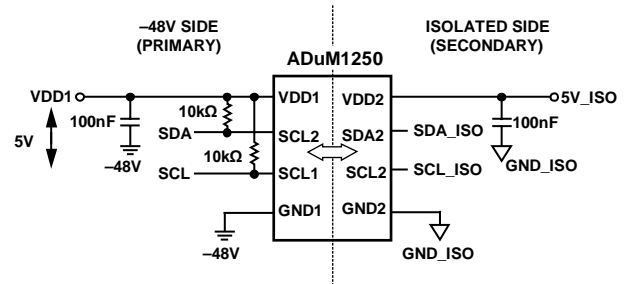 –48V SIDE
(PRIMARY)
ISOLATED SIDE
(SECONDARY)
ADuM1250
VDD1
5V
100nF
–48V
10kΩ
SDA
10kΩ
SCL
–48V
VDD1
SCL2
SCL1
GND1
VDD2
SDA2
SCL2
GND2
5V_ISO
100nF
SDA_ISO
GND_ISO
SCL_ISO
GND_ISO